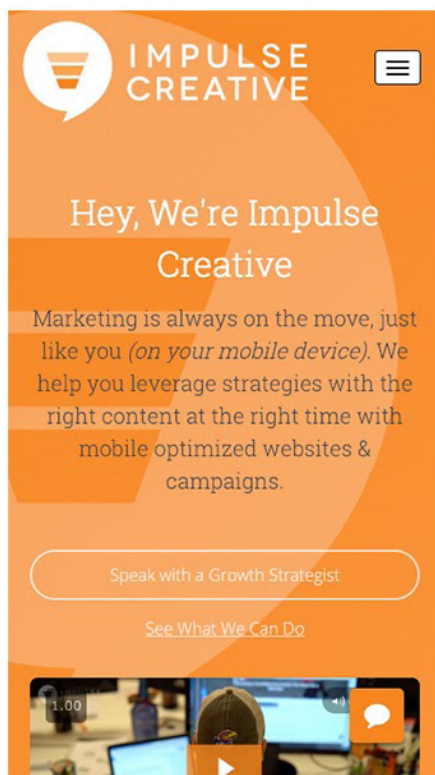 IMPULSE
CREATIVE
Hey, We're Impulse
Creative
Marketing is always on the move, just
like you (on your mobile device). We
help you leverage strategies with the
right content at the right time with
mobile optimized websites &
campaigns.
Speak with a Growth Strategist
See What We Can Do
1.00